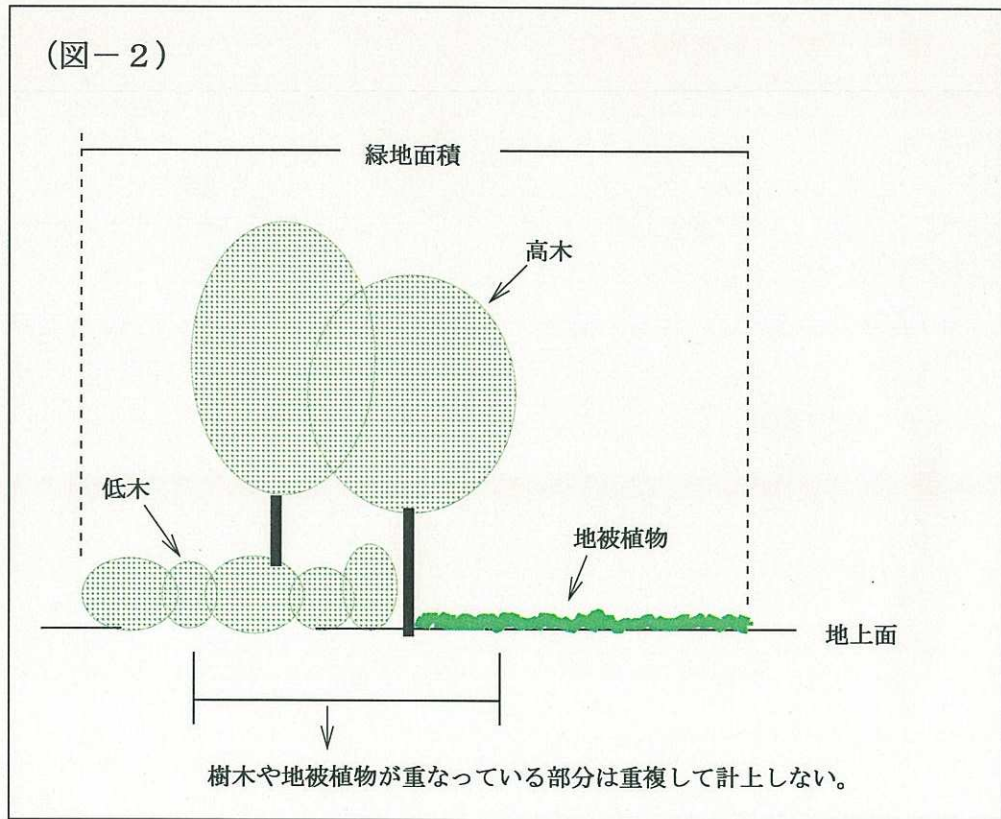 (図－２)
緑地面積
高木
低木
地被植物
地上面
樹木や地被植物が重なっている部分は重複して計上しない。